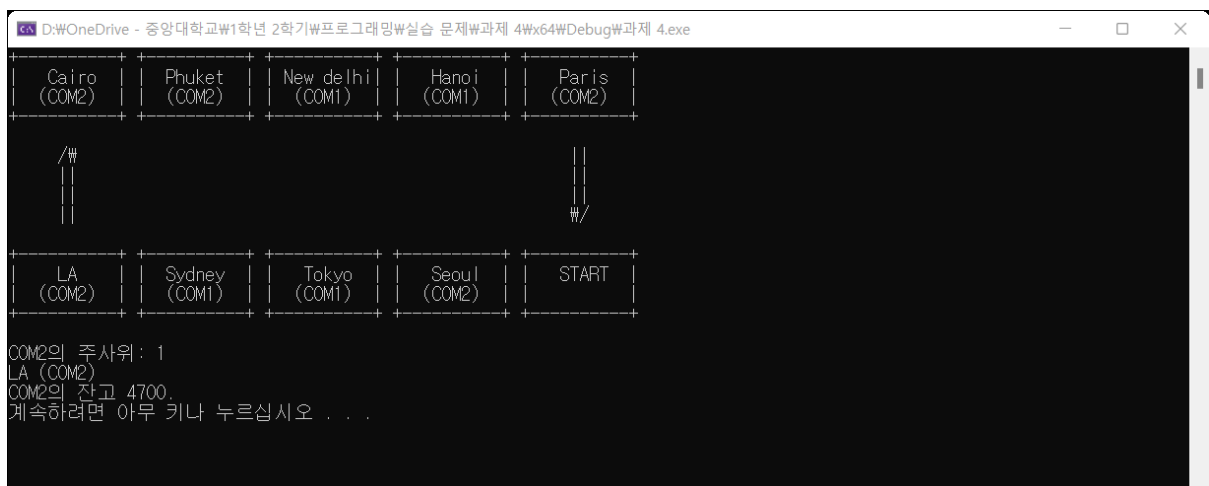 D:₩OneDrive - 중앙대학교₩1학년 2학기₩프로그래밍₩실습 문제₩과제 4₩x64₩Debug₩과제 4.exe
+----------+ +----------+ +----------+ +----------+ +----------+
|   Cairo  | |  Phuket  | |New delhi| |   Hanoi  | |   Paris  |
|  (COM2)  | |  (COM2)  | |  (COM1)  | |  (COM1)  | |  (COM2)  |
+----------+ +----------+ +----------+ +----------+ +----------+
/₩ ||
|| ||
|| ||
|| ₩/
+----------+ +----------+ +----------+ +----------+ +----------+
|    LA    | |  Sydney  | |   Tokyo  | |   Seoul  | |   START  |
|  (COM2)  | |  (COM1)  | |  (COM1)  | |  (COM2)  | |          |
+----------+ +----------+ +----------+ +----------+ +----------+
COM2의 주사위: 1
LA (COM2)
COM2의 잔고 4700.
계속하려면 아무 키나 누르십시오 . . .